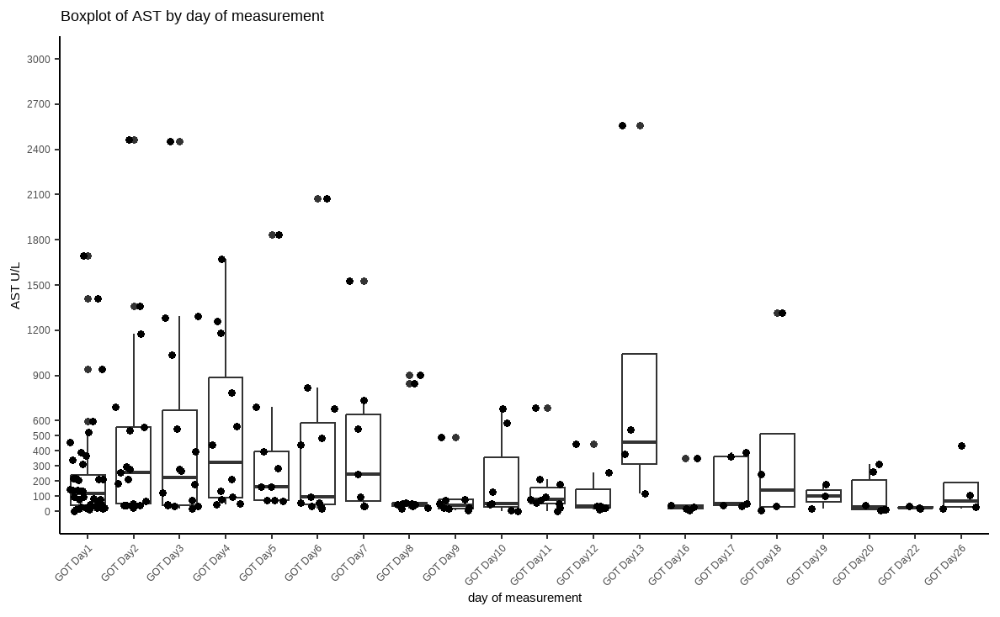 Boxplot of AST by day of measurement
3000
2700
2400
2100
1800
1500
1200
900
600
500
400
300
200
100
0
AST U/L
GOT Day1
GOT Day2
GOT Day3
GOT Day4
GOT Day5
GOT Day6
GOT Day7
GOT Day8
GOT Day9
GOT Day10
GOT Day11
GOT Day12
GOT Day13
GOT Day16
GOT Day17
GOT Day18
GOT Day19
GOT Day20
GOT Day22
GOT Day26
day of measurement